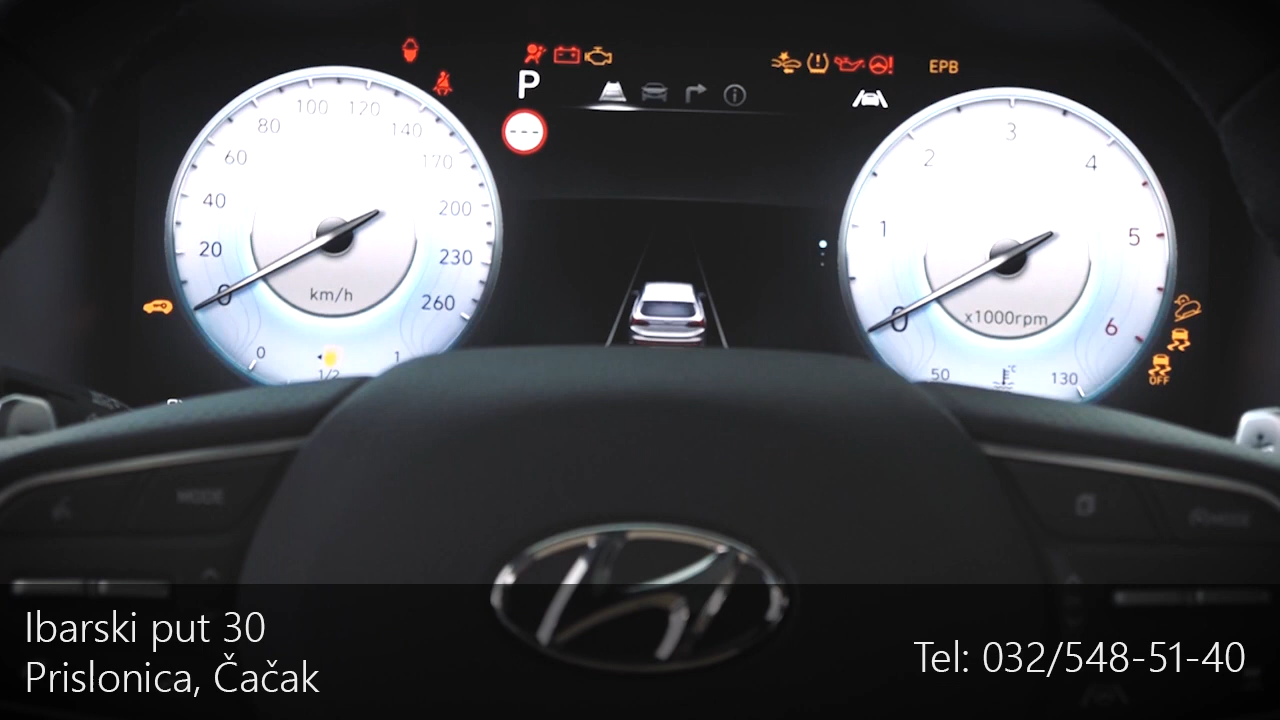 100 120
80 140
60 170
40 200
20 230
0 260
km/h
0 1/2 1
P
EPB
3
2 4
1 5
0 6
x1000rpm
50 130
OFF
MODE
Ibarski put 30
Prislonica, Čačak
Tel: 032/548-51-40